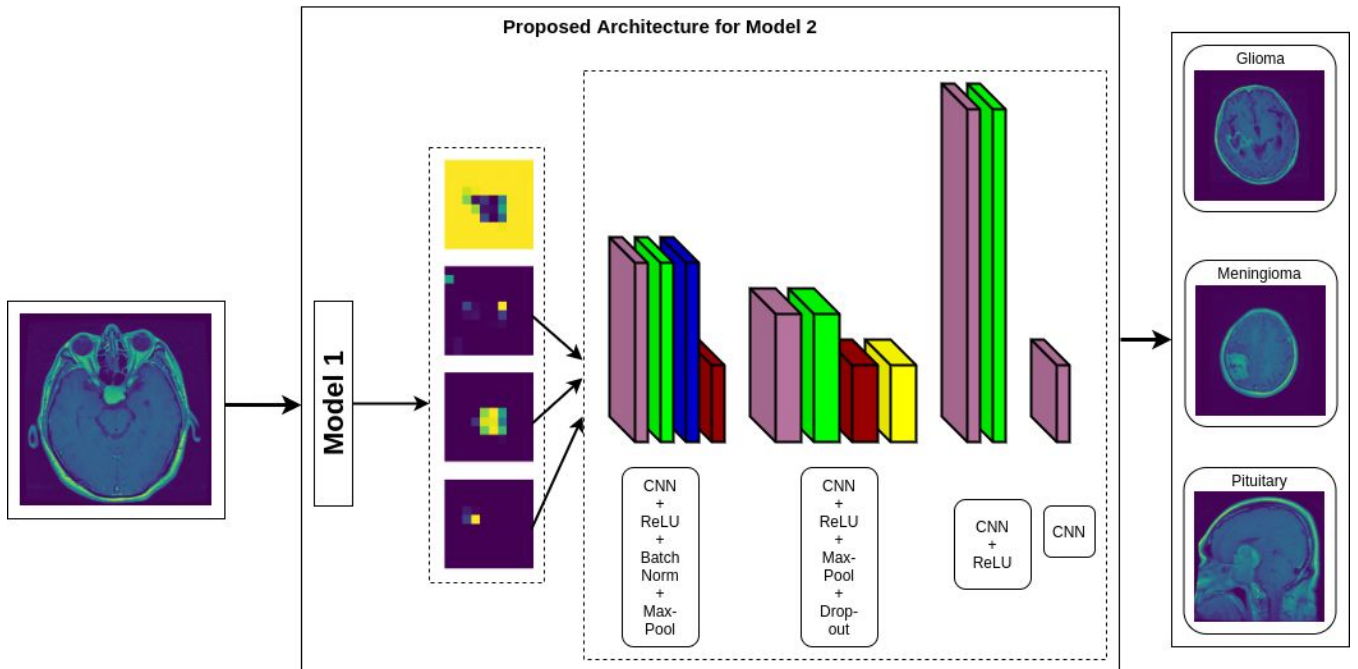 Proposed Architecture for Model 2
Model 1
CNN
+
ReLU
+
Batch
Norm
+
Max-
Pool
CNN
+
ReLU
+
Max-
Pool
+
Drop-
out
CNN
+
ReLU
CNN
Glioma
Meningioma
Pituitary